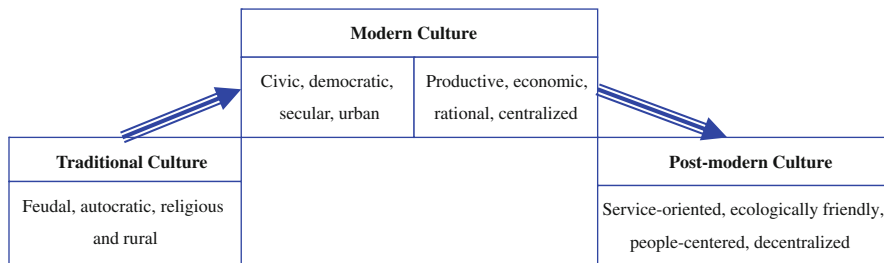 Modern Culture
Civic, democratic,
secular, urban
Productive, economic,
rational, centralized
Traditional Culture
Feudal, autocratic, religious
and rural
Post-modern Culture
Service-oriented, ecologically friendly,
people-centered, decentralized